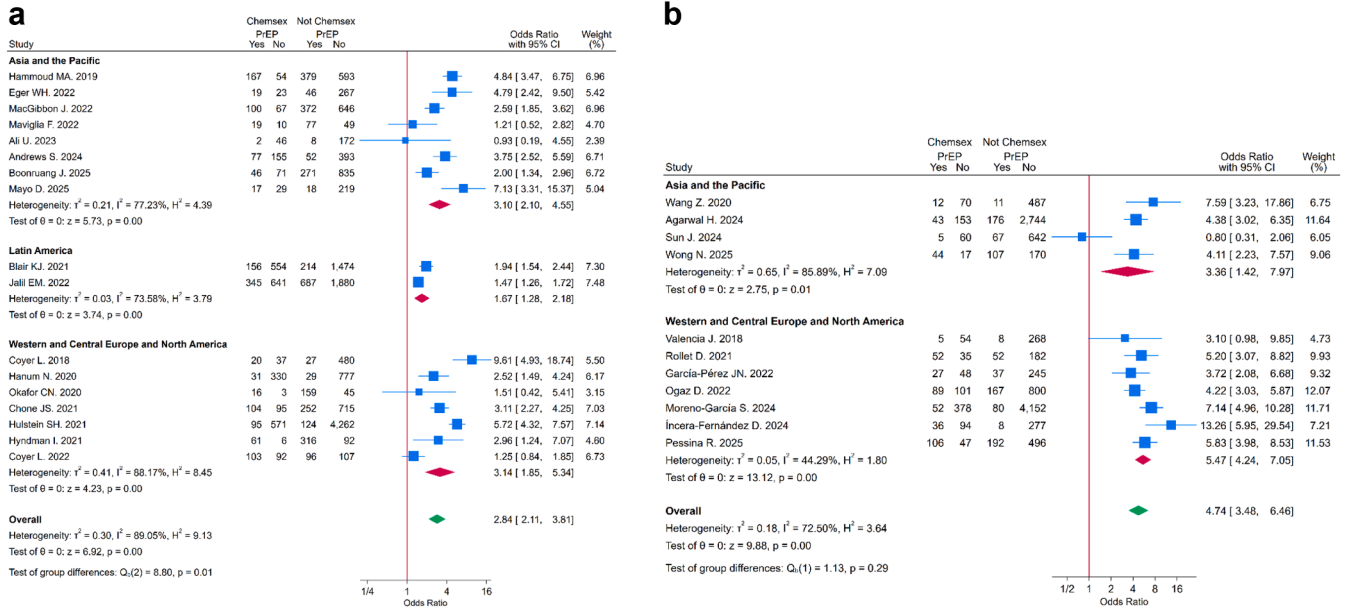 a
Chemsex Not Chemsex
PrEP PrEP Odds Ratio Weight
Study Yes No Yes No with 95% CI (%)
Asia and the Pacific
Hammoud MA. 2019 167 54 379 593 4.84 [ 3.47, 6.75] 6.96
Eger WH. 2022 19 23 46 267 4.79 [ 2.42, 9.50] 5.42
MacGibbon J. 2022 100 67 372 646 2.59 [ 1.85, 3.62] 6.96
Maviglia F. 2022 19 10 77 49 1.21 [ 0.52, 2.82] 4.70
Ali U. 2023 2 46 8 172 0.93 [ 0.19, 4.55] 2.39
Andrews S. 2024 77 155 52 393 3.75 [ 2.52, 5.59] 6.71
Boonruang J. 2025 46 71 271 835 2.00 [ 1.34, 2.96] 6.72
Mayo D. 2025 17 29 18 219 7.13 [ 3.31, 15.37] 5.04
Heterogeneity: τ² = 0.21, I² = 77.23%, H² = 4.39 3.10 [ 2.10, 4.55]
Test of θ = 0: z = 5.73, p = 0.00
Latin America
Blair KJ. 2021 156 554 214 1,474 1.94 [ 1.54, 2.44] 7.30
Jalil EM. 2022 345 641 687 1,880 1.47 [ 1.26, 1.72] 7.48
Heterogeneity: τ² = 0.03, I² = 73.58%, H² = 3.79 1.67 [ 1.28, 2.18]
Test of θ = 0: z = 3.74, p = 0.00
Western and Central Europe and North America
Coyer L. 2018 20 37 27 480 9.61 [ 4.93, 18.74] 5.50
Hanum N. 2020 31 330 29 777 2.52 [ 1.49, 4.24] 6.17
Okafor CN. 2020 16 3 159 45 1.51 [ 0.42, 5.41] 3.15
Chone JS. 2021 104 95 252 715 3.11 [ 2.27, 4.25] 7.03
Hulstein SH. 2021 95 571 124 4,262 5.72 [ 4.32, 7.57] 7.13
Hyndman I. 2021 61 6 316 92 2.96 [ 1.24, 7.07] 4.60
Coyer L. 2022 103 92 96 107 1.25 [ 0.84, 1.85] 6.73
Heterogeneity: τ² = 0.41, I² = 88.17%, H² = 8.45 3.14 [ 1.85, 5.34]
Test of θ = 0: z = 4.23, p = 0.00
Overall 2.84 [ 2.11, 3.81]
Heterogeneity: τ² = 0.30, I² = 89.05%, H² = 9.13
Test of θ = 0: z = 6.92, p = 0.00
Test of group differences: Q_b(2) = 8.80, p = 0.01
1/4 1 4 16
Odds Ratio
b
Chemsex Not Chemsex
PrEP PrEP Odds Ratio Weight
Study Yes No Yes No with 95% CI (%)
Asia and the Pacific
Wang Z. 2020 12 70 11 487 7.59 [ 3.23, 17.86] 6.75
Agarwal H. 2024 43 153 176 2,744 4.38 [ 3.02, 6.35] 11.64
Sun J. 2024 5 60 67 642 0.80 [ 0.31, 2.06] 6.05
Wong N. 2025 44 17 107 170 4.11 [ 2.23, 7.57] 9.06
Heterogeneity: τ² = 0.65, I² = 85.89%, H² = 7.09 3.36 [ 1.42, 7.97]
Test of θ = 0: z = 2.75, p = 0.01
Western and Central Europe and North America
Valencia J. 2018 5 54 8 268 3.10 [ 0.98, 9.85] 4.73
Rollet D. 2021 52 35 52 182 5.20 [ 3.07, 8.82] 9.93
García-Pérez JN. 2022 27 48 37 245 3.72 [ 2.08, 6.68] 9.32
Ogaz D. 2022 89 101 167 800 4.22 [ 3.03, 5.87] 12.07
Moreno-García S. 2024 52 378 80 4,152 7.14 [ 4.96, 10.28] 11.71
Íncera-Fernández D. 2024 36 94 8 277 13.26 [ 5.95, 29.54] 7.21
Pessina R. 2025 106 47 192 496 5.83 [ 3.98, 8.53] 11.53
Heterogeneity: τ² = 0.05, I² = 44.29%, H² = 1.80 5.47 [ 4.24, 7.05]
Test of θ = 0: z = 13.12, p = 0.00
Overall 4.74 [ 3.48, 6.46]
Heterogeneity: τ² = 0.18, I² = 72.50%, H² = 3.64
Test of θ = 0: z = 9.88, p = 0.00
Test of group differences: Q_b(1) = 1.13, p = 0.29
1/2 1 2 4 8 16
Odds Ratio